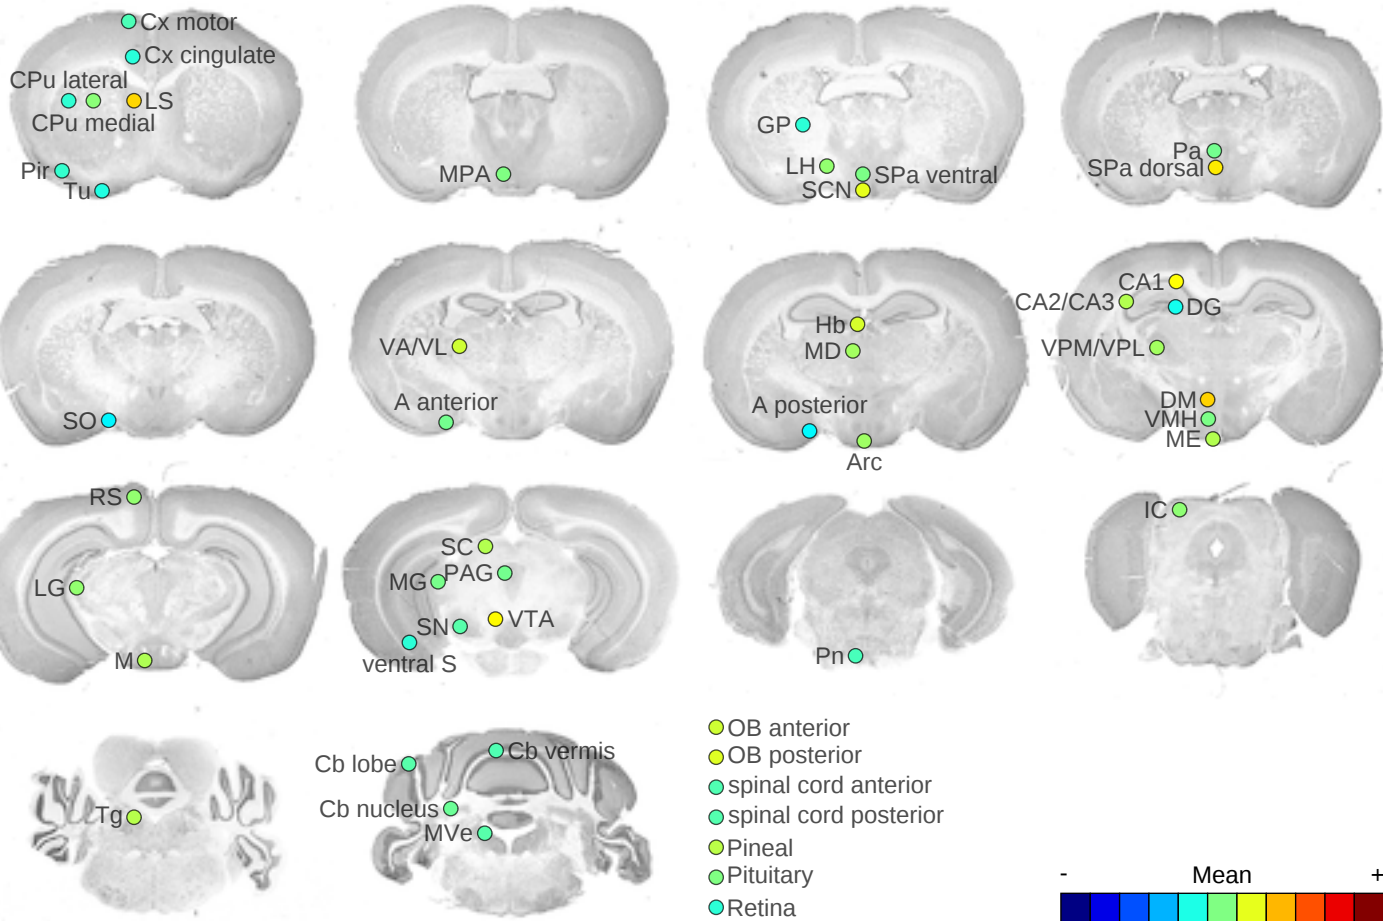 Cx motor
Cx cingulate
CPu lateral
LS
CPu medial
Pir
Tu
MPA
GP
LH
SPa ventral
SCN
Pa
SPa dorsal
SO
VA/VL
A anterior
Hb
MD
A posterior
Arc
CA1
CA2/CA3
DG
VPM/VPL
DM
VMH
ME
RS
LG
M
SC
MG
PAG
SN
VTA
ventral S
Pn
IC
Tg
Cb lobe
Cb vermis
Cb nucleus
MVe
OB anterior
OB posterior
spinal cord anterior
spinal cord posterior
Pineal
Pituitary
Retina
- Mean +